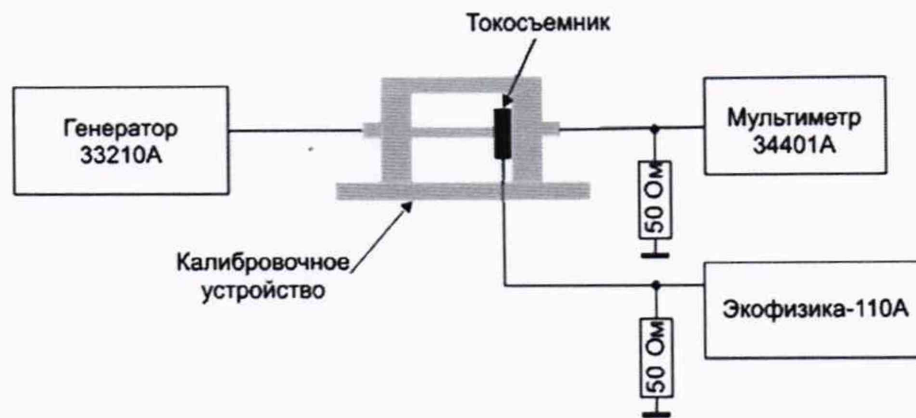 Токосъемник
Генератор
33210А
Мультиметр
34401А
50 Ом
Калибровочное
устройство
Экофизика-110А
50 Ом